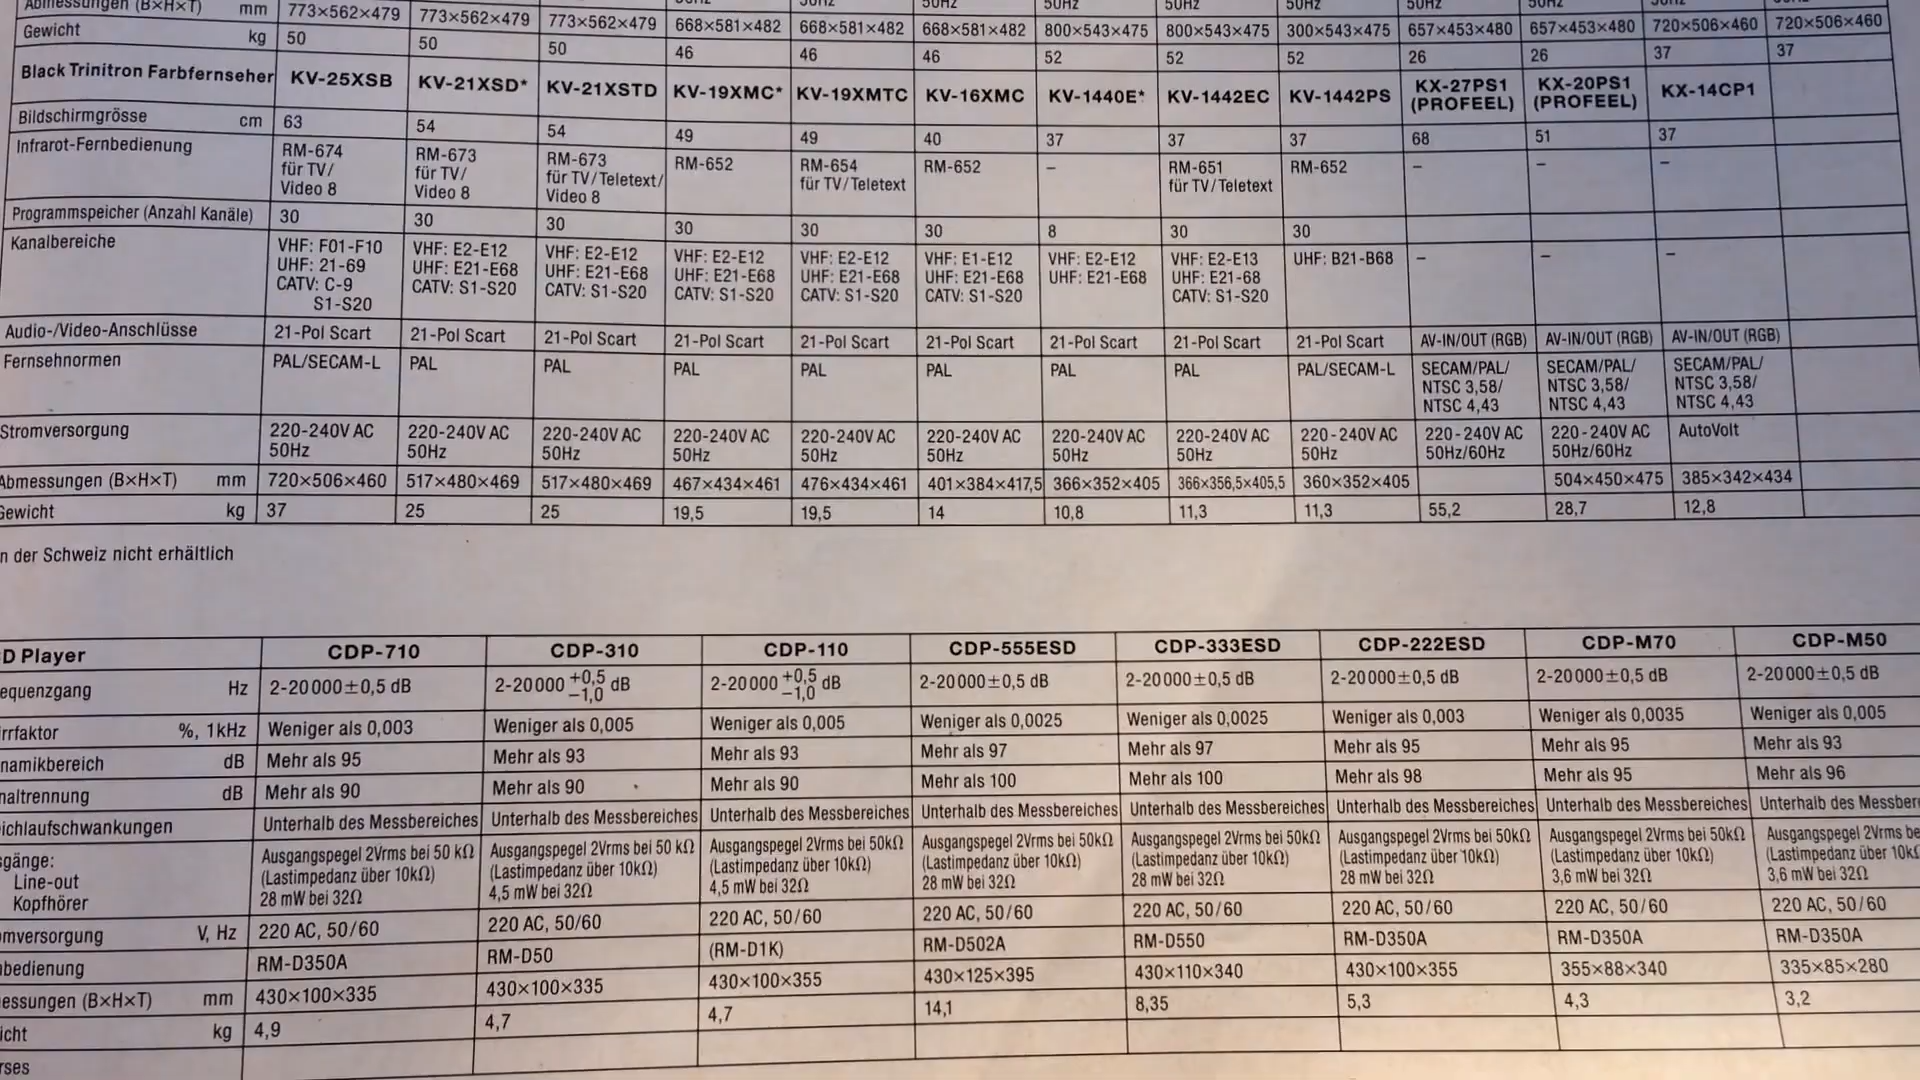 Abmessungen (B×H×T) mm 773×562×479 773×562×479 773×562×479 668×581×482 668×581×482 668×581×482 800×543×475 800×543×475 300×543×475 657×453×480 657×453×480 720×506×460 720×506×460
Gewicht kg 50 50 50 46 46 46 52 52 52 26 26 37 37
Black Trinitron Farbfernseher KV-25XSB KV-21XSD* KV-21XSTD KV-19XMC* KV-19XMTC KV-16XMC KV-1440E* KV-1442EC KV-1442PS KX-27PS1 KX-20PS1 KX-14CP1
(PROFEEL) (PROFEEL)
Bildschirmgrösse cm 63 54 54 49 49 40 37 37 37 68 51 37
Infrarot-Fernbedienung RM-674 RM-673 RM-673 RM-652 RM-654 RM-652 – RM-651 RM-652 – – –
für TV/ für TV/ für TV/Teletext/ für TV/Teletext für TV/Teletext
Video 8 Video 8 Video 8
Programmspeicher (Anzahl Kanäle) 30 30 30 30 30 30 8 30 30
Kanalbereiche VHF: F01-F10 VHF: E2-E12 VHF: E2-E12 VHF: E2-E12 VHF: E2-E12 VHF: E1-E12 VHF: E2-E12 VHF: E2-E13 UHF: B21-B68 – – –
UHF: 21-69 UHF: E21-E68 UHF: E21-E68 UHF: E21-E68 UHF: E21-E68 UHF: E21-E68 UHF: E21-E68 UHF: E21-68
CATV: C-9 CATV: S1-S20 CATV: S1-S20 CATV: S1-S20 CATV: S1-S20 CATV: S1-S20 CATV: S1-S20
S1-S20
Audio-/Video-Anschlüsse 21-Pol Scart 21-Pol Scart 21-Pol Scart 21-Pol Scart 21-Pol Scart 21-Pol Scart 21-Pol Scart 21-Pol Scart 21-Pol Scart AV-IN/OUT (RGB) AV-IN/OUT (RGB) AV-IN/OUT (RGB)
Fernsehnormen PAL/SECAM-L PAL PAL PAL PAL PAL PAL PAL PAL/SECAM-L SECAM/PAL/ SECAM/PAL/ SECAM/PAL/
NTSC 3,58/ NTSC 3,58/ NTSC 3,58/
NTSC 4,43 NTSC 4,43 NTSC 4,43
Stromversorgung 220-240V AC 220-240V AC 220-240V AC 220-240V AC 220-240V AC 220-240V AC 220-240V AC 220-240V AC 220-240V AC 220-240V AC 220-240V AC AutoVolt
50Hz 50Hz 50Hz 50Hz 50Hz 50Hz 50Hz 50Hz 50Hz 50Hz/60Hz 50Hz/60Hz
Abmessungen (B×H×T) mm 720×506×460 517×480×469 517×480×469 467×434×461 476×434×461 401×384×417,5 366×352×405 366×356,5×405,5 360×352×405 504×450×475 385×342×434
Gewicht kg 37 25 25 19,5 19,5 14 10,8 11,3 11,3 55,2 28,7 12,8
n der Schweiz nicht erhältlich
D Player CDP-710 CDP-310 CDP-110 CDP-555ESD CDP-333ESD CDP-222ESD CDP-M70 CDP-M50
equenzgang Hz 2-20000±0,5 dB 2-20000 +0,5 −1,0 dB 2-20000 +0,5 −1,0 dB 2-20000±0,5 dB 2-20000±0,5 dB 2-20000±0,5 dB 2-20000±0,5 dB 2-20000±0,5 dB
irrfaktor %, 1kHz Weniger als 0,003 Weniger als 0,005 Weniger als 0,005 Weniger als 0,0025 Weniger als 0,0025 Weniger als 0,003 Weniger als 0,0035 Weniger als 0,005
namikbereich dB Mehr als 95 Mehr als 93 Mehr als 93 Mehr als 97 Mehr als 97 Mehr als 95 Mehr als 95 Mehr als 93
naltrennung dB Mehr als 90 Mehr als 90 Mehr als 90 Mehr als 100 Mehr als 100 Mehr als 98 Mehr als 95 Mehr als 96
ichlaufschwankungen Unterhalb des Messbereiches Unterhalb des Messbereiches Unterhalb des Messbereiches Unterhalb des Messbereiches Unterhalb des Messbereiches Unterhalb des Messbereiches Unterhalb des Messbereiches Unterhalb des Messber
gänge: Ausgangspegel 2Vrms bei 50 kΩ Ausgangspegel 2Vrms bei 50 kΩ Ausgangspegel 2Vrms bei 50kΩ Ausgangspegel 2Vrms bei 50kΩ Ausgangspegel 2Vrms bei 50kΩ Ausgangspegel 2Vrms bei 50kΩ Ausgangspegel 2Vrms bei 50kΩ Ausgangspegel 2Vrms be
Line-out (Lastimpedanz über 10kΩ) (Lastimpedanz über 10kΩ) (Lastimpedanz über 10kΩ) (Lastimpedanz über 10kΩ) (Lastimpedanz über 10kΩ) (Lastimpedanz über 10kΩ) (Lastimpedanz über 10kΩ) (Lastimpedanz über 10kΩ
Kopfhörer 28 mW bei 32Ω 4,5 mW bei 32Ω 4,5 mW bei 32Ω 28 mW bei 32Ω 28 mW bei 32Ω 28 mW bei 32Ω 3,6 mW bei 32Ω 3,6 mW bei 32Ω
omversorgung V, Hz 220 AC, 50/60 220 AC, 50/60 220 AC, 50/60 220 AC, 50/60 220 AC, 50/60 220 AC, 50/60 220 AC, 50/60 220 AC, 50/60
nbedienung RM-D350A RM-D50 (RM-D1K) RM-D502A RM-D550 RM-D350A RM-D350A RM-D350A
essungen (B×H×T) mm 430×100×335 430×100×335 430×100×355 430×125×395 430×110×340 430×100×355 355×88×340 335×85×280
icht kg 4,9 4,7 4,7 14,1 8,35 5,3 4,3 3,2
rses